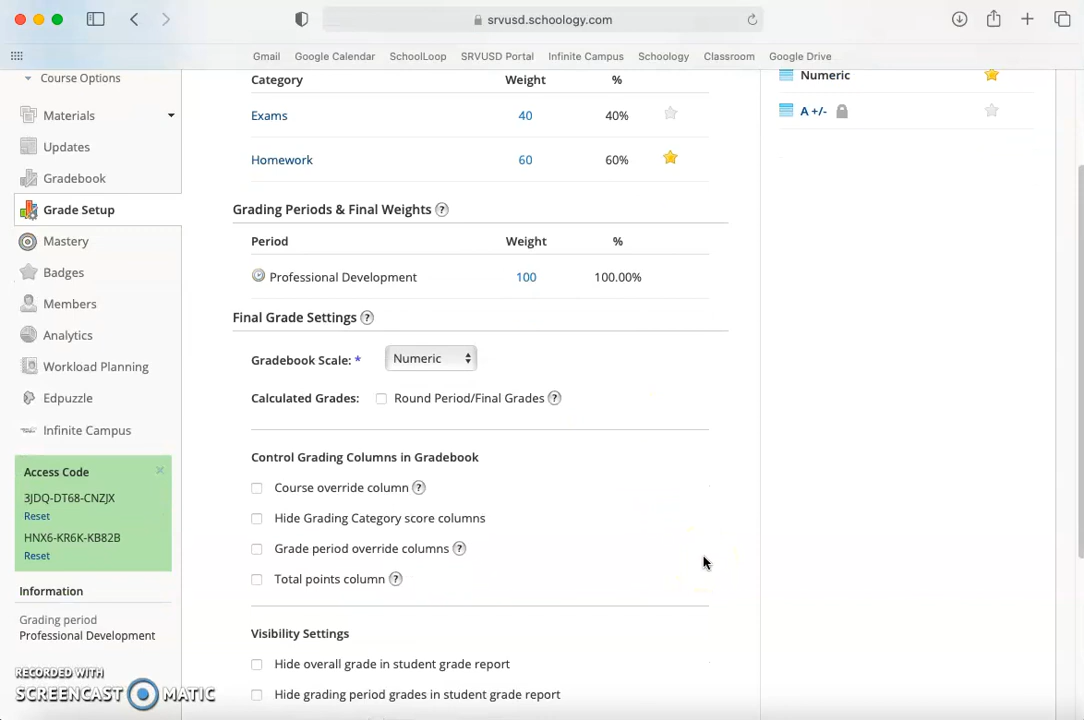 srvusd.schoology.com
Gmail Google Calendar SchoolLoop SRVUSD Portal Infinite Campus Schoology Classroom Google Drive
Course Options
Materials
Updates
Gradebook
Grade Setup
Mastery
Badges
Members
Analytics
Workload Planning
Edpuzzle
Infinite Campus
Access Code
3JDQ-DT68-CNZJX
Reset
HNX6-KR6K-KB82B
Reset
Information
Grading period
Professional Development
RECORDED WITH
SCREENCAST MATIC
Category Weight %
Exams 40 40%
Homework 60 60%
Grading Periods & Final Weights ?
Period Weight %
Professional Development 100 100.00%
Final Grade Settings ?
Gradebook Scale: * Numeric
Calculated Grades: Round Period/Final Grades ?
Control Grading Columns in Gradebook
Course override column ?
Hide Grading Category score columns
Grade period override columns ?
Total points column ?
Visibility Settings
Hide overall grade in student grade report
Hide grading period grades in student grade report
Numeric
A +/-